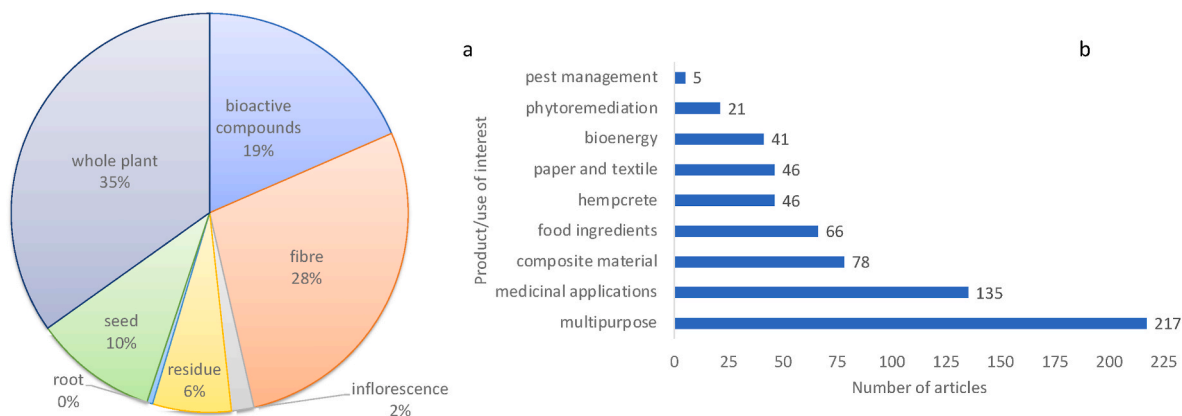 a
bioactive
compounds
19%
fibre
28%
inflorescence
2%
residue
6%
root
0%
seed
10%
whole plant
35%
b
Product/use of interest
pest management 5
phytoremediation 21
bioenergy 41
paper and textile 46
hempcrete 46
food ingredients 66
composite material 78
medicinal applications 135
multipurpose 217
0 25 50 75 100 125 150 175 200 225
Number of articles